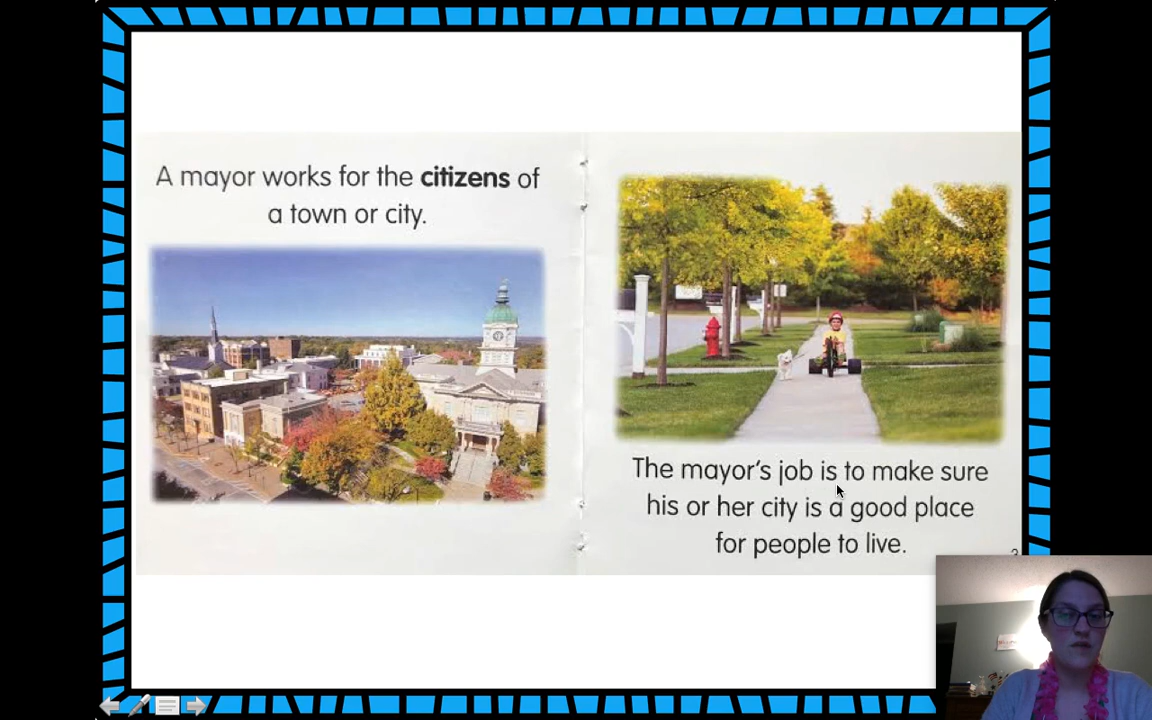 A mayor works for the citizens of
a town or city.
The mayor's job is to make sure
his or her city is a good place
for people to live.